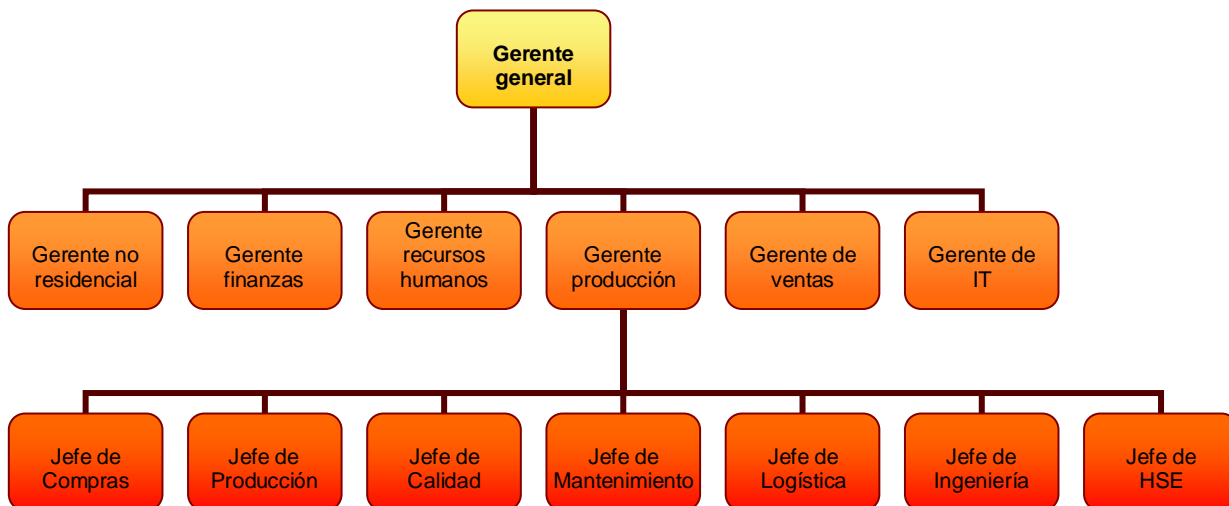 Gerente
general
Gerente no
residencial
Gerente
finanzas
Gerente
recursos
humanos
Gerente
producción
Gerente de
ventas
Gerente de
IT
Jefe de
Compras
Jefe de
Producción
Jefe de
Calidad
Jefe de
Mantenimiento
Jefe de
Logística
Jefe de
Ingeniería
Jefe de
HSE